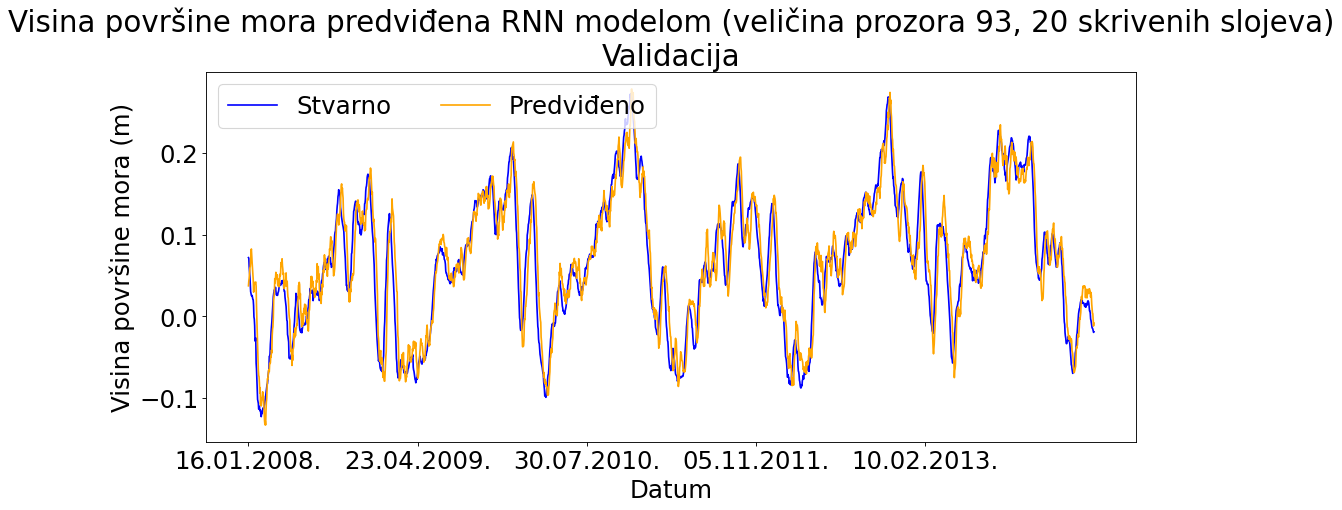 Visina površine mora predviđena RNN modelom (veličina prozora 93, 20 skrivenih slojeva)
Validacija
Stvarno
Predviđeno
Visina površine mora (m)
0.2
0.1
0.0
−0.1
16.01.2008.
23.04.2009.
30.07.2010.
05.11.2011.
10.02.2013.
Datum